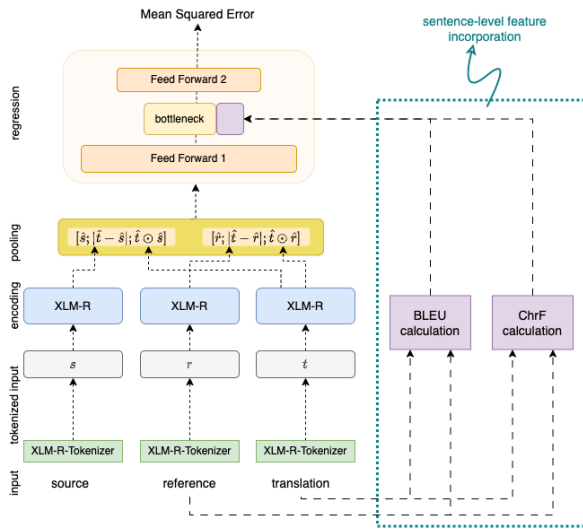 Mean Squared Error
sentence-level feature
incorporation
regression
Feed Forward 2
bottleneck
Feed Forward 1
pooling
[ŝ; |t̂ − ŝ|; t̂ ⊙ ŝ]
[r̂; |t̂ − r̂|; t̂ ⊙ r̂]
encoding
XLM-R
XLM-R
XLM-R
BLEU
calculation
ChrF
calculation
tokenized input
s
r
t
input
XLM-R-Tokenizer
XLM-R-Tokenizer
XLM-R-Tokenizer
source
reference
translation